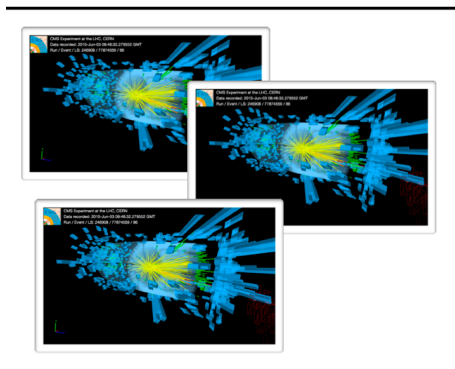 CMS Experiment at the LHC, CERN
Data recorded: 2015-Jun-03 08:48:32.279552 GMT
Run / Event / LS: 246908 / 77874559 / 86
CMS Experiment at the LHC, CERN
Data recorded: 2015-Jun-03 08:48:32.279552 GMT
Run / Event / LS: 246908 / 77874559 / 86
CMS Experiment at the LHC, CERN
Data recorded: 2015-Jun-03 08:48:32.279552 GMT
Run / Event / LS: 246908 / 77874559 / 86